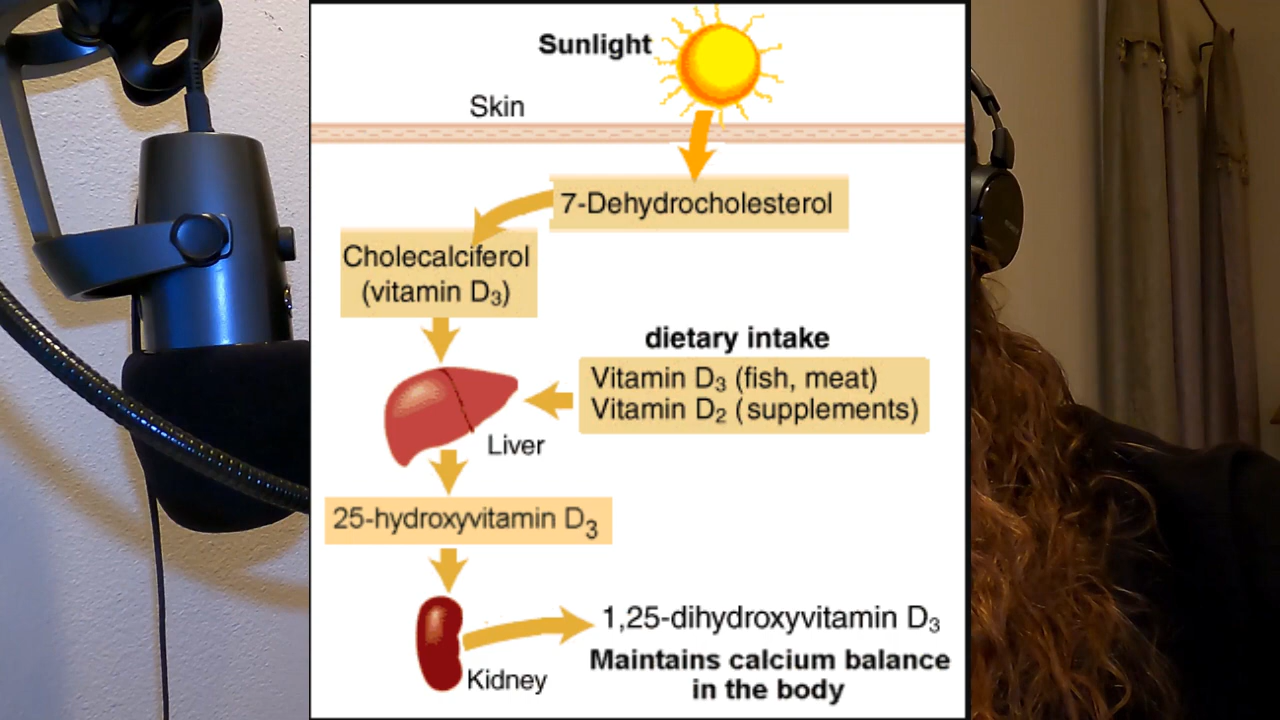 Sunlight
Skin
7-Dehydrocholesterol
Cholecalciferol
(vitamin D₃)
dietary intake
Vitamin D₃ (fish, meat)
Vitamin D₂ (supplements)
Liver
25-hydroxyvitamin D₃
1,25-dihydroxyvitamin D₃
Kidney
Maintains calcium balance
in the body